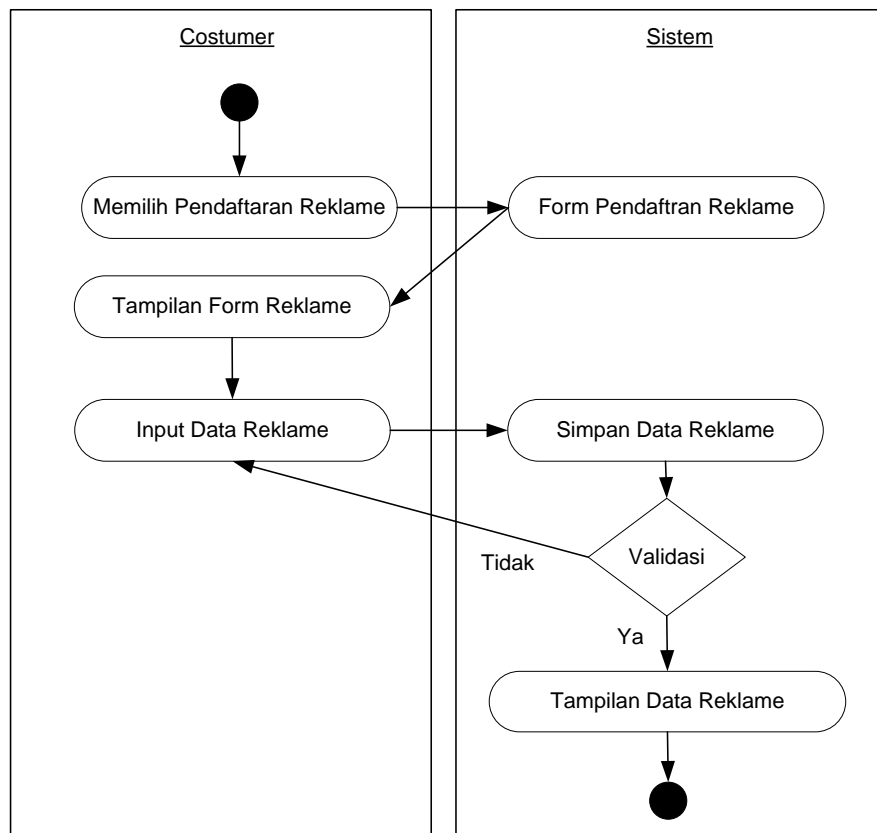 Costumer
Sistem
Memilih Pendaftaran Reklame
Form Pendaftran Reklame
Tampilan Form Reklame
Input Data Reklame
Simpan Data Reklame
Validasi
Tidak
Ya
Tampilan Data Reklame